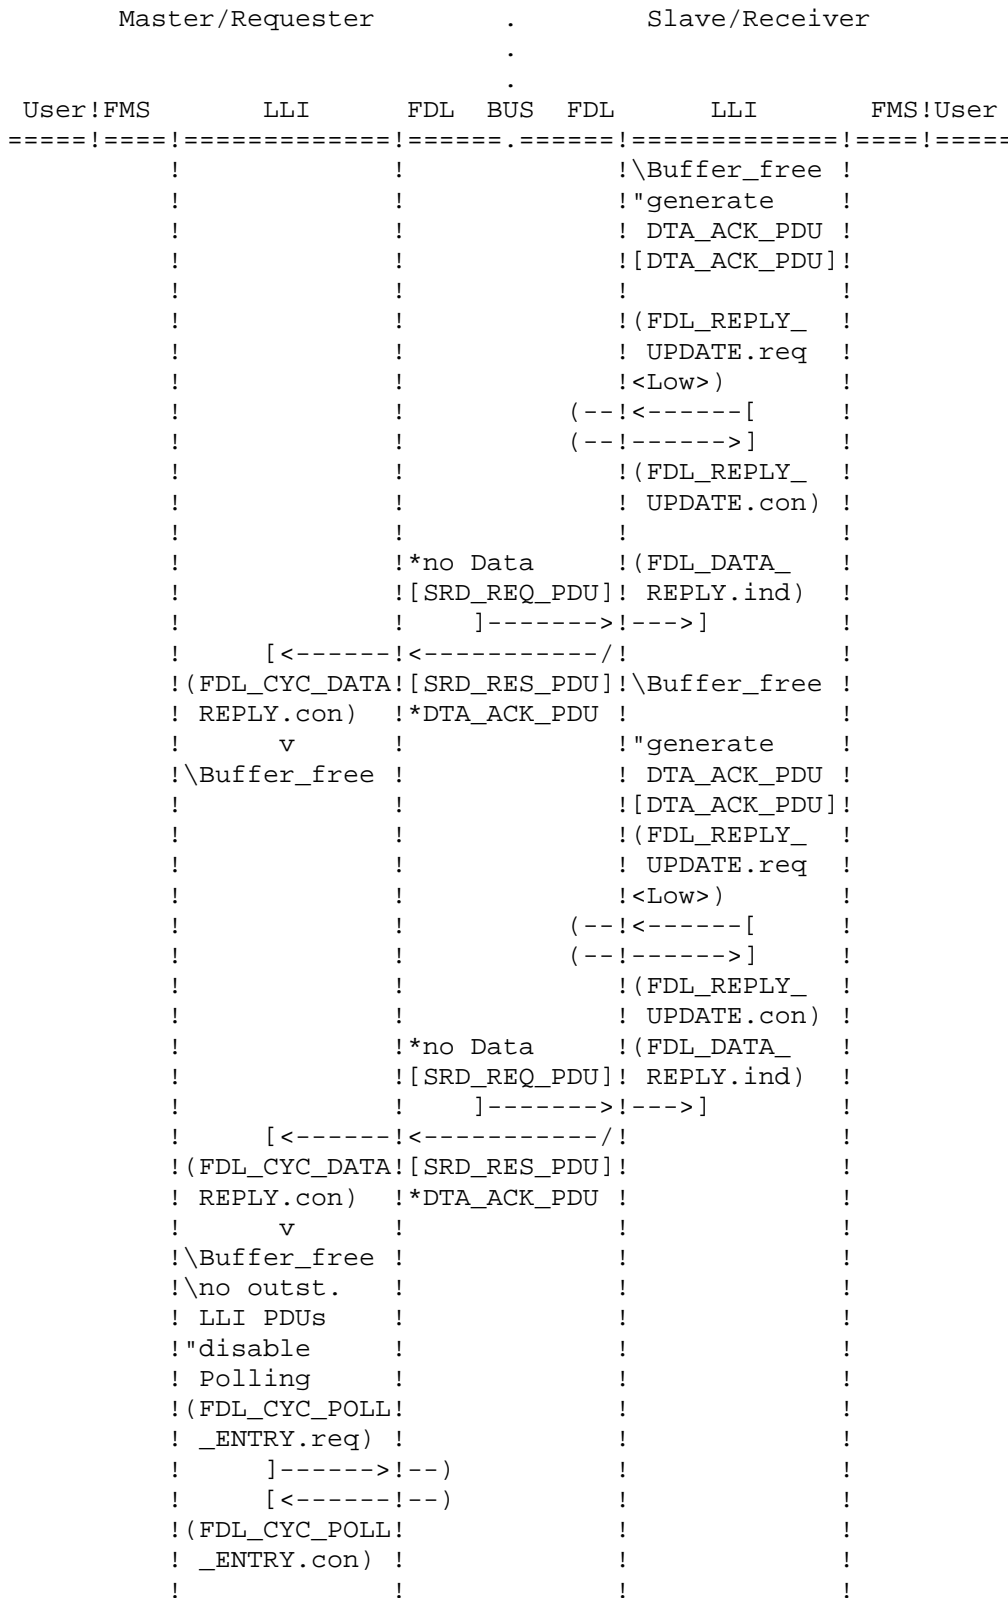 Master/Requester        .        Slave/Receiver
                               .
                               .
 User!FMS       LLI      FDL  BUS  FDL      LLI       FMS!User
=====!====!=============!======.======!=============!====!=====
          !             !             !\Buffer_free !
          !             !             !"generate    !
          !             !             ! DTA_ACK_PDU !
          !             !             ![DTA_ACK_PDU]!
          !             !             !             !
          !             !             !(FDL_REPLY_  !
          !             !             ! UPDATE.req  !
          !             !             !<Low>)       !
          !             !          (--!<------[     !
          !             !          (--!------>]     !
          !             !             !(FDL_REPLY_  !
          !             !             ! UPDATE.con) !
          !             !             !             !
          !             !*no Data     !(FDL_DATA_   !
          !             ![SRD_REQ_PDU]! REPLY.ind)  !
          !             !    ]------->!--->]        !
          !     [<------!<-----------/!             !
          !(FDL_CYC_DATA![SRD_RES_PDU]!\Buffer_free !
          ! REPLY.con)  !*DTA_ACK_PDU !             !
          !      v      !             !"generate    !
          !\Buffer_free !             ! DTA_ACK_PDU !
          !             !             ![DTA_ACK_PDU]!
          !             !             !(FDL_REPLY_  !
          !             !             ! UPDATE.req  !
          !             !             !<Low>)       !
          !             !          (--!<------[     !
          !             !          (--!------>]     !
          !             !             !(FDL_REPLY_  !
          !             !             ! UPDATE.con) !
          !             !*no Data     !(FDL_DATA_   !
          !             ![SRD_REQ_PDU]! REPLY.ind)  !
          !             !    ]------->!--->]        !
          !     [<------!<-----------/!             !
          !(FDL_CYC_DATA![SRD_RES_PDU]!             !
          ! REPLY.con)  !*DTA_ACK_PDU !             !
          !      v      !             !             !
          !\Buffer_free !             !             !
          !\no outst.   !             !             !
          ! LLI PDUs    !             !             !
          !"disable     !             !             !
          ! Polling     !             !             !
          !(FDL_CYC_POLL!             !             !
          ! _ENTRY.req) !             !             !
          !     ]------>!--)          !             !
          !     [<------!--)          !             !
          !(FDL_CYC_POLL!             !             !
          ! _ENTRY.con) !             !             !
          !             !             !             !